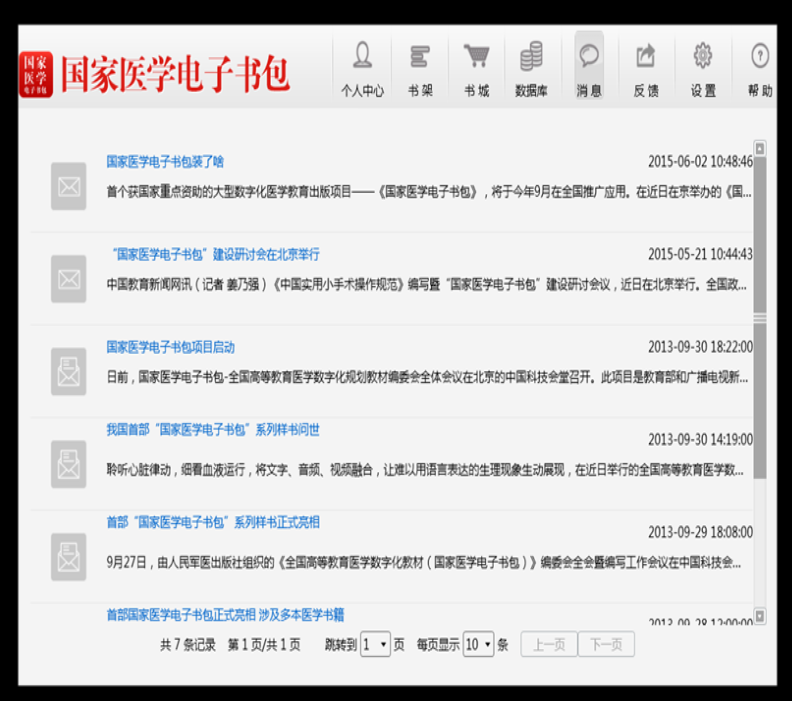 国家
医学
电子书包
国家医学电子书包
个人中心 书架 书城 数据库 消息 反馈 设置 帮助
国家医学电子书包装了啥 2015-06-02 10:48:46
首个获国家重点资助的大型数字化医学教育出版项目——《国家医学电子书包》，将于今年9月在全国推广应用。在近日在京举办的《国...
“国家医学电子书包”建设研讨会在北京举行 2015-05-21 10:44:43
中国教育新闻网讯（记者 姜乃强）《中国实用小手术操作规范》编写暨“国家医学电子书包”建设研讨会议，近日在北京举行。全国政...
国家医学电子书包项目启动 2013-09-30 18:22:00
日前，国家医学电子书包-全国高等教育医学数字化规划教材编委会全体会议在北京的中国科技会堂召开。此项目是教育部和广播电视新...
我国首部“国家医学电子书包”系列样书问世 2013-09-30 14:19:00
聆听心脏律动，细看血液运行，将文字、音频、视频融合，让难以用语言表达的生理现象生动展现，在近日举行的全国高等教育医学数...
首部“国家医学电子书包”系列样书正式亮相 2013-09-29 18:08:00
9月27日，由人民军医出版社组织的《全国高等教育医学数字化教材（国家医学电子书包）》编委会全会暨编写工作会议在中国科技会...
首部国家医学电子书包正式亮相 涉及多本医学书籍 2013-09-28 12:00:00
共 7 条记录 第 1 页/共 1 页 跳转到 1 页 每页显示 10 条 上一页 下一页